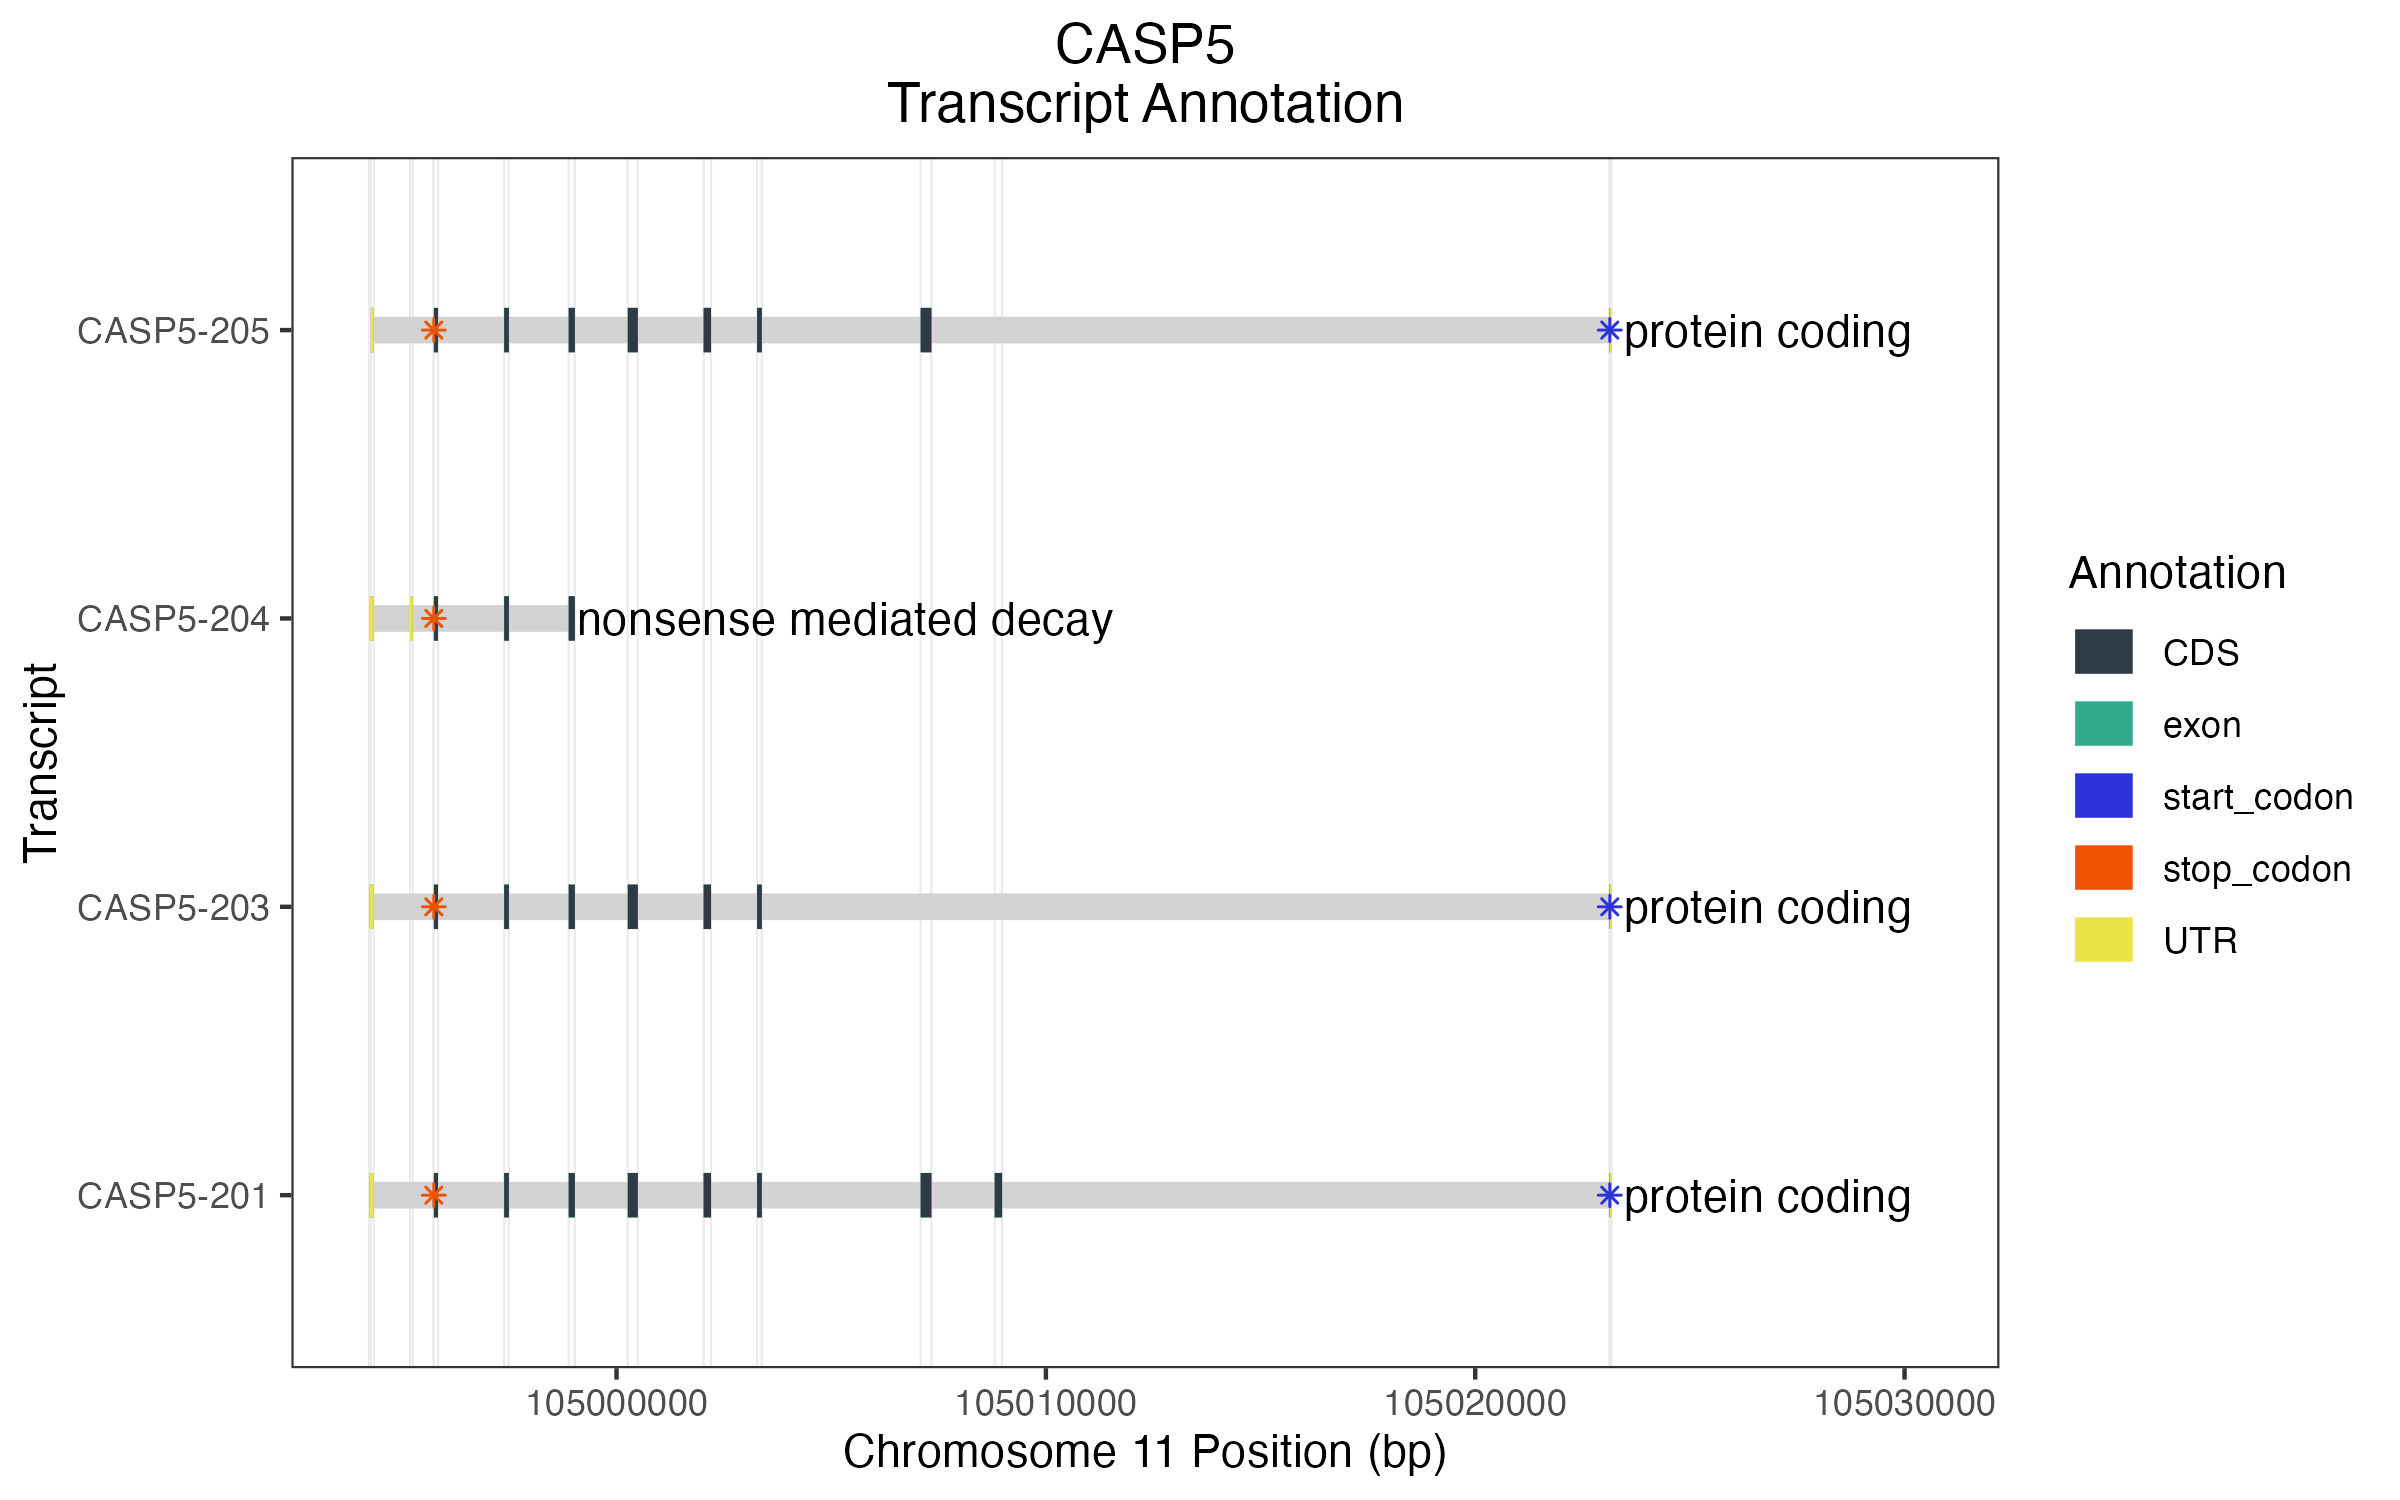 CASP5
Transcript Annotation
Transcript
CASP5-205
protein coding
CASP5-204
nonsense mediated decay
CASP5-203
protein coding
CASP5-201
protein coding
105000000
105010000
105020000
105030000
Chromosome 11 Position (bp)
Annotation
CDS
exon
start_codon
stop_codon
UTR